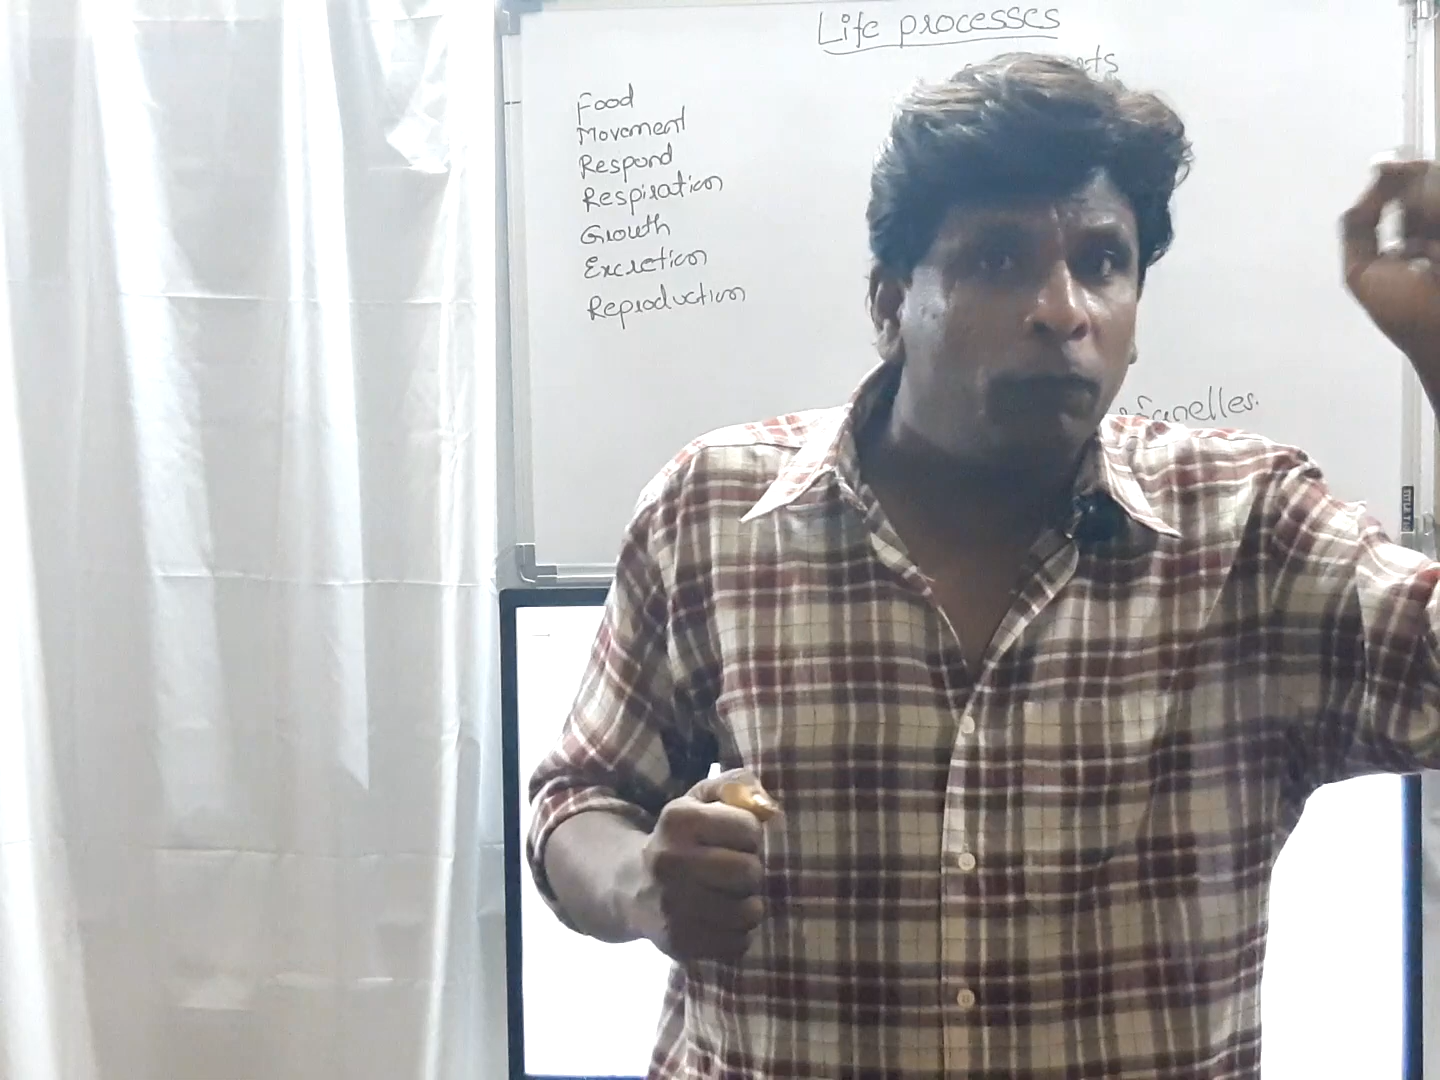 Life processes
Food
Movement
Respond
Respiration
Growth
Excretion
Reproduction